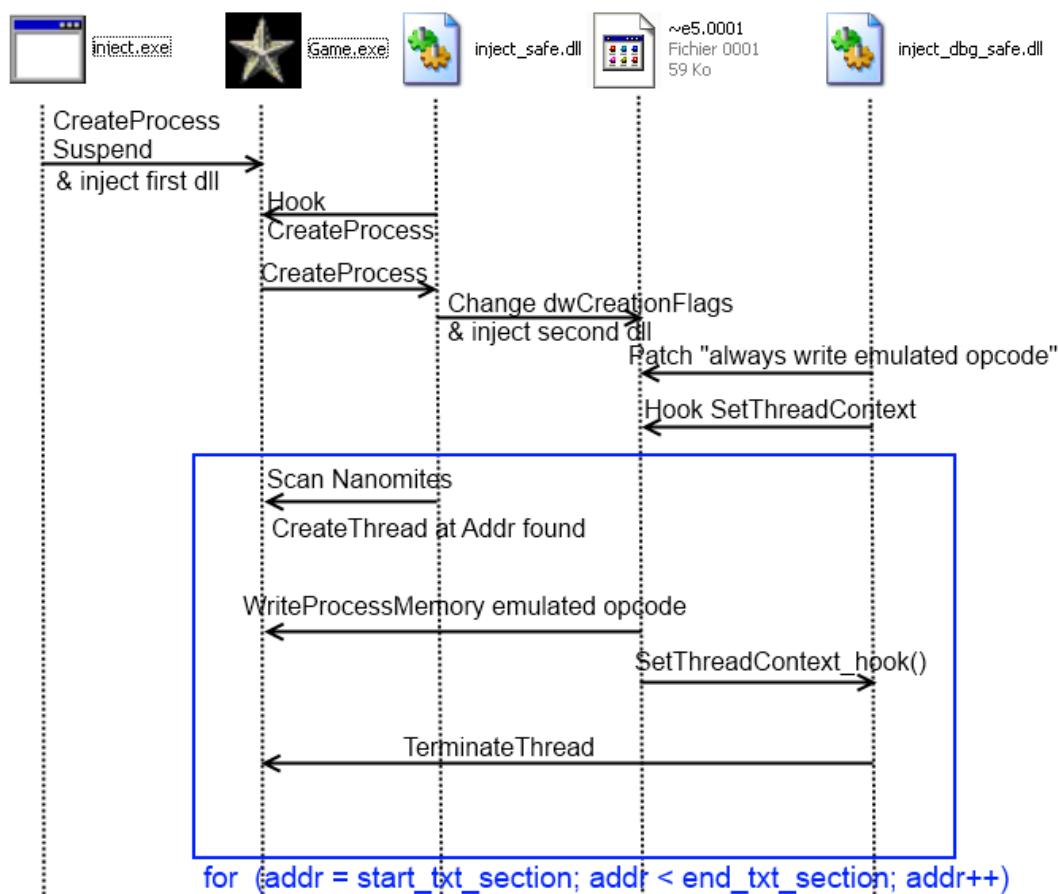 inject.exe
Game.exe
inject_safe.dll
~e5.0001
Fichier 0001
59 Ko
inject_dbg_safe.dll
CreateProcess
Suspend
& inject first dll
Hook
CreateProcess
CreateProcess
Change dwCreationFlags
& inject second dll
Patch "always write emulated opcode"
Hook SetThreadContext
Scan Nanomites
CreateThread at Addr found
WriteProcessMemory emulated opcode
SetThreadContext_hook()
TerminateThread
for (addr = start_txt_section; addr < end_txt_section; addr++)